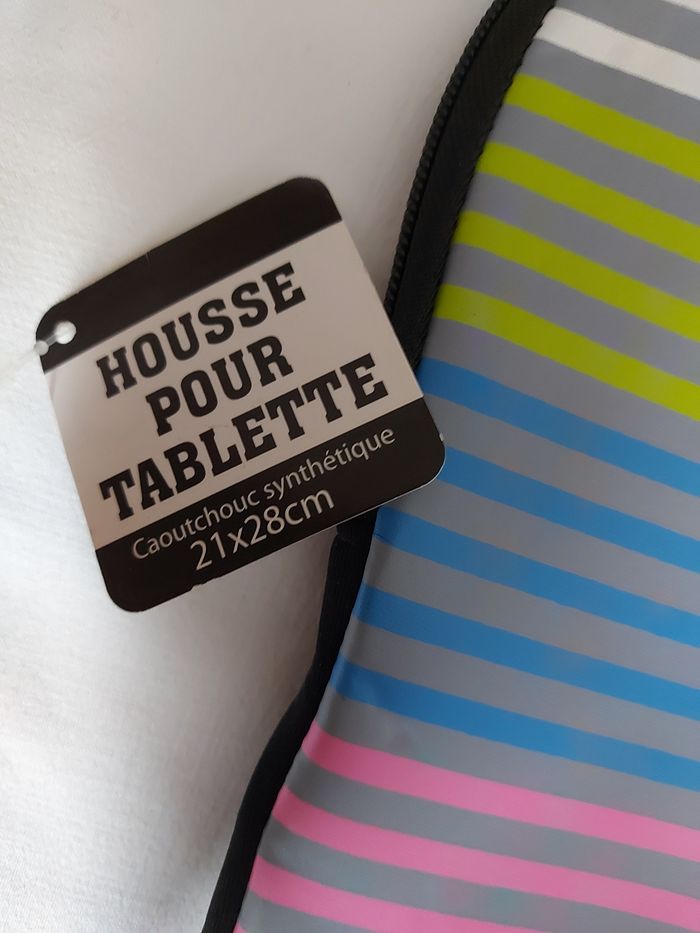 HOUSSE
POUR
TABLETTE
Caoutchouc synthétique
21x28cm